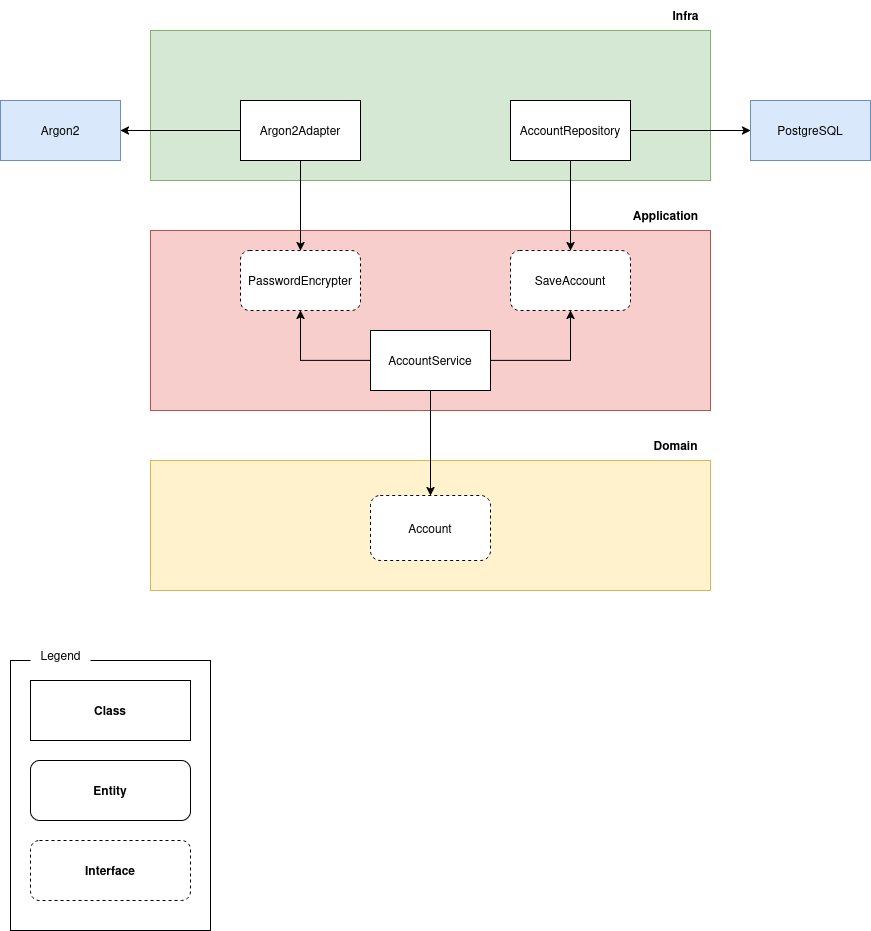 Infra
Argon2
Argon2Adapter
AccountRepository
PostgreSQL
Application
PasswordEncrypter
SaveAccount
AccountService
Domain
Account
Legend
Class
Entity
Interface